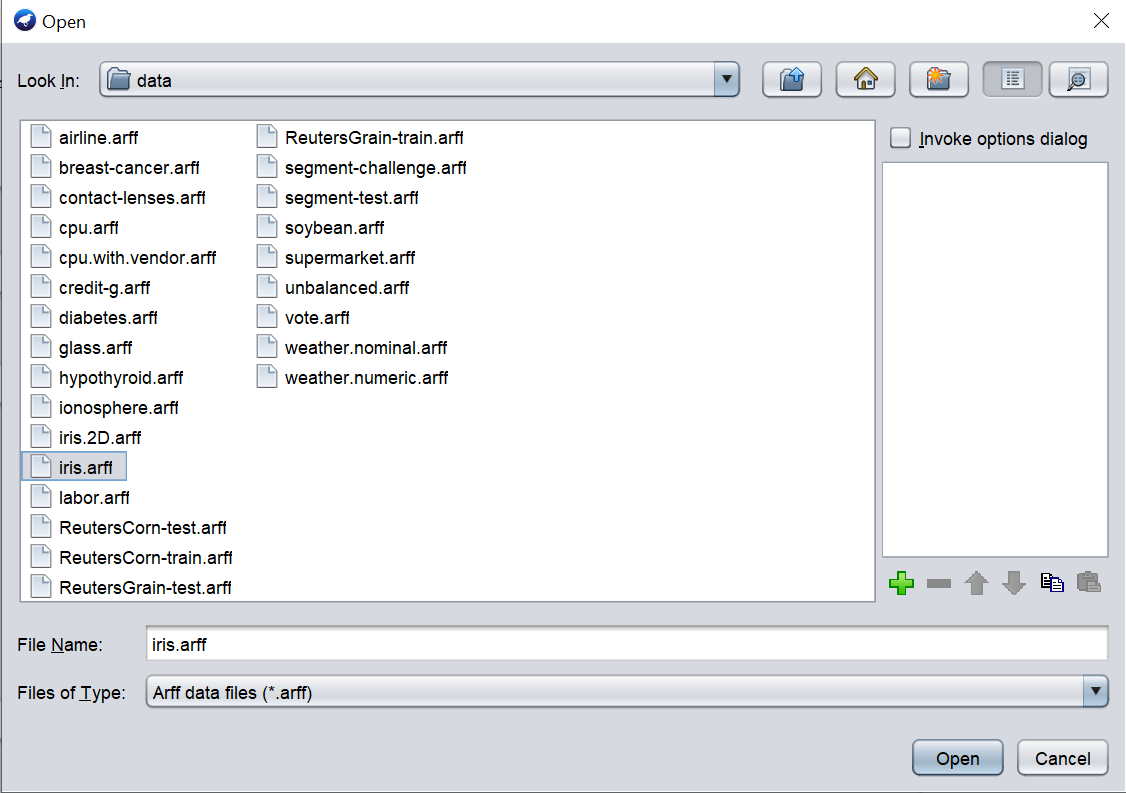 Open
Look In: data
airline.arff
breast-cancer.arff
contact-lenses.arff
cpu.arff
cpu.with.vendor.arff
credit-g.arff
diabetes.arff
glass.arff
hypothyroid.arff
ionosphere.arff
iris.2D.arff
iris.arff
labor.arff
ReutersCorn-test.arff
ReutersCorn-train.arff
ReutersGrain-test.arff
ReutersGrain-train.arff
segment-challenge.arff
segment-test.arff
soybean.arff
supermarket.arff
unbalanced.arff
vote.arff
weather.nominal.arff
weather.numeric.arff
Invoke options dialog
File Name: iris.arff
Files of Type: Arff data files (*.arff)
Open Cancel